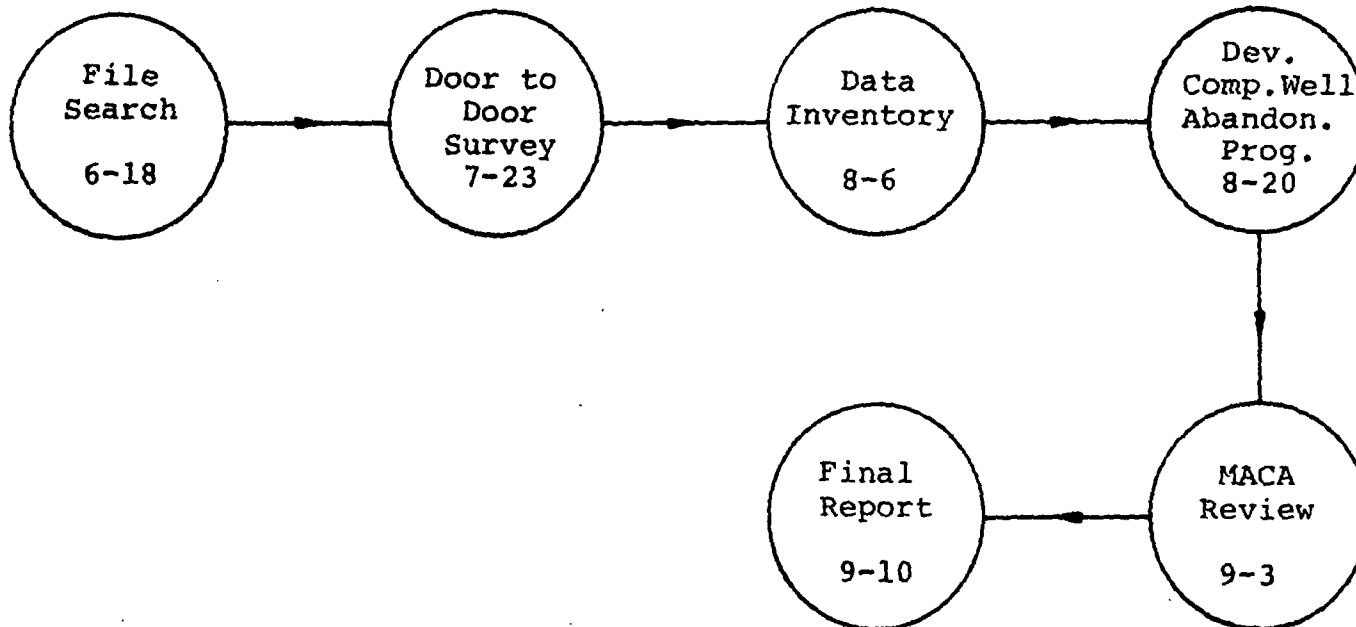 File
Search
6-18
Door to
Door
Survey
7-23
Data
Inventory
8-6
Dev.
Comp.Well
Abandon.
Prog.
8-20
MACA
Review
9-3
Final
Report
9-10